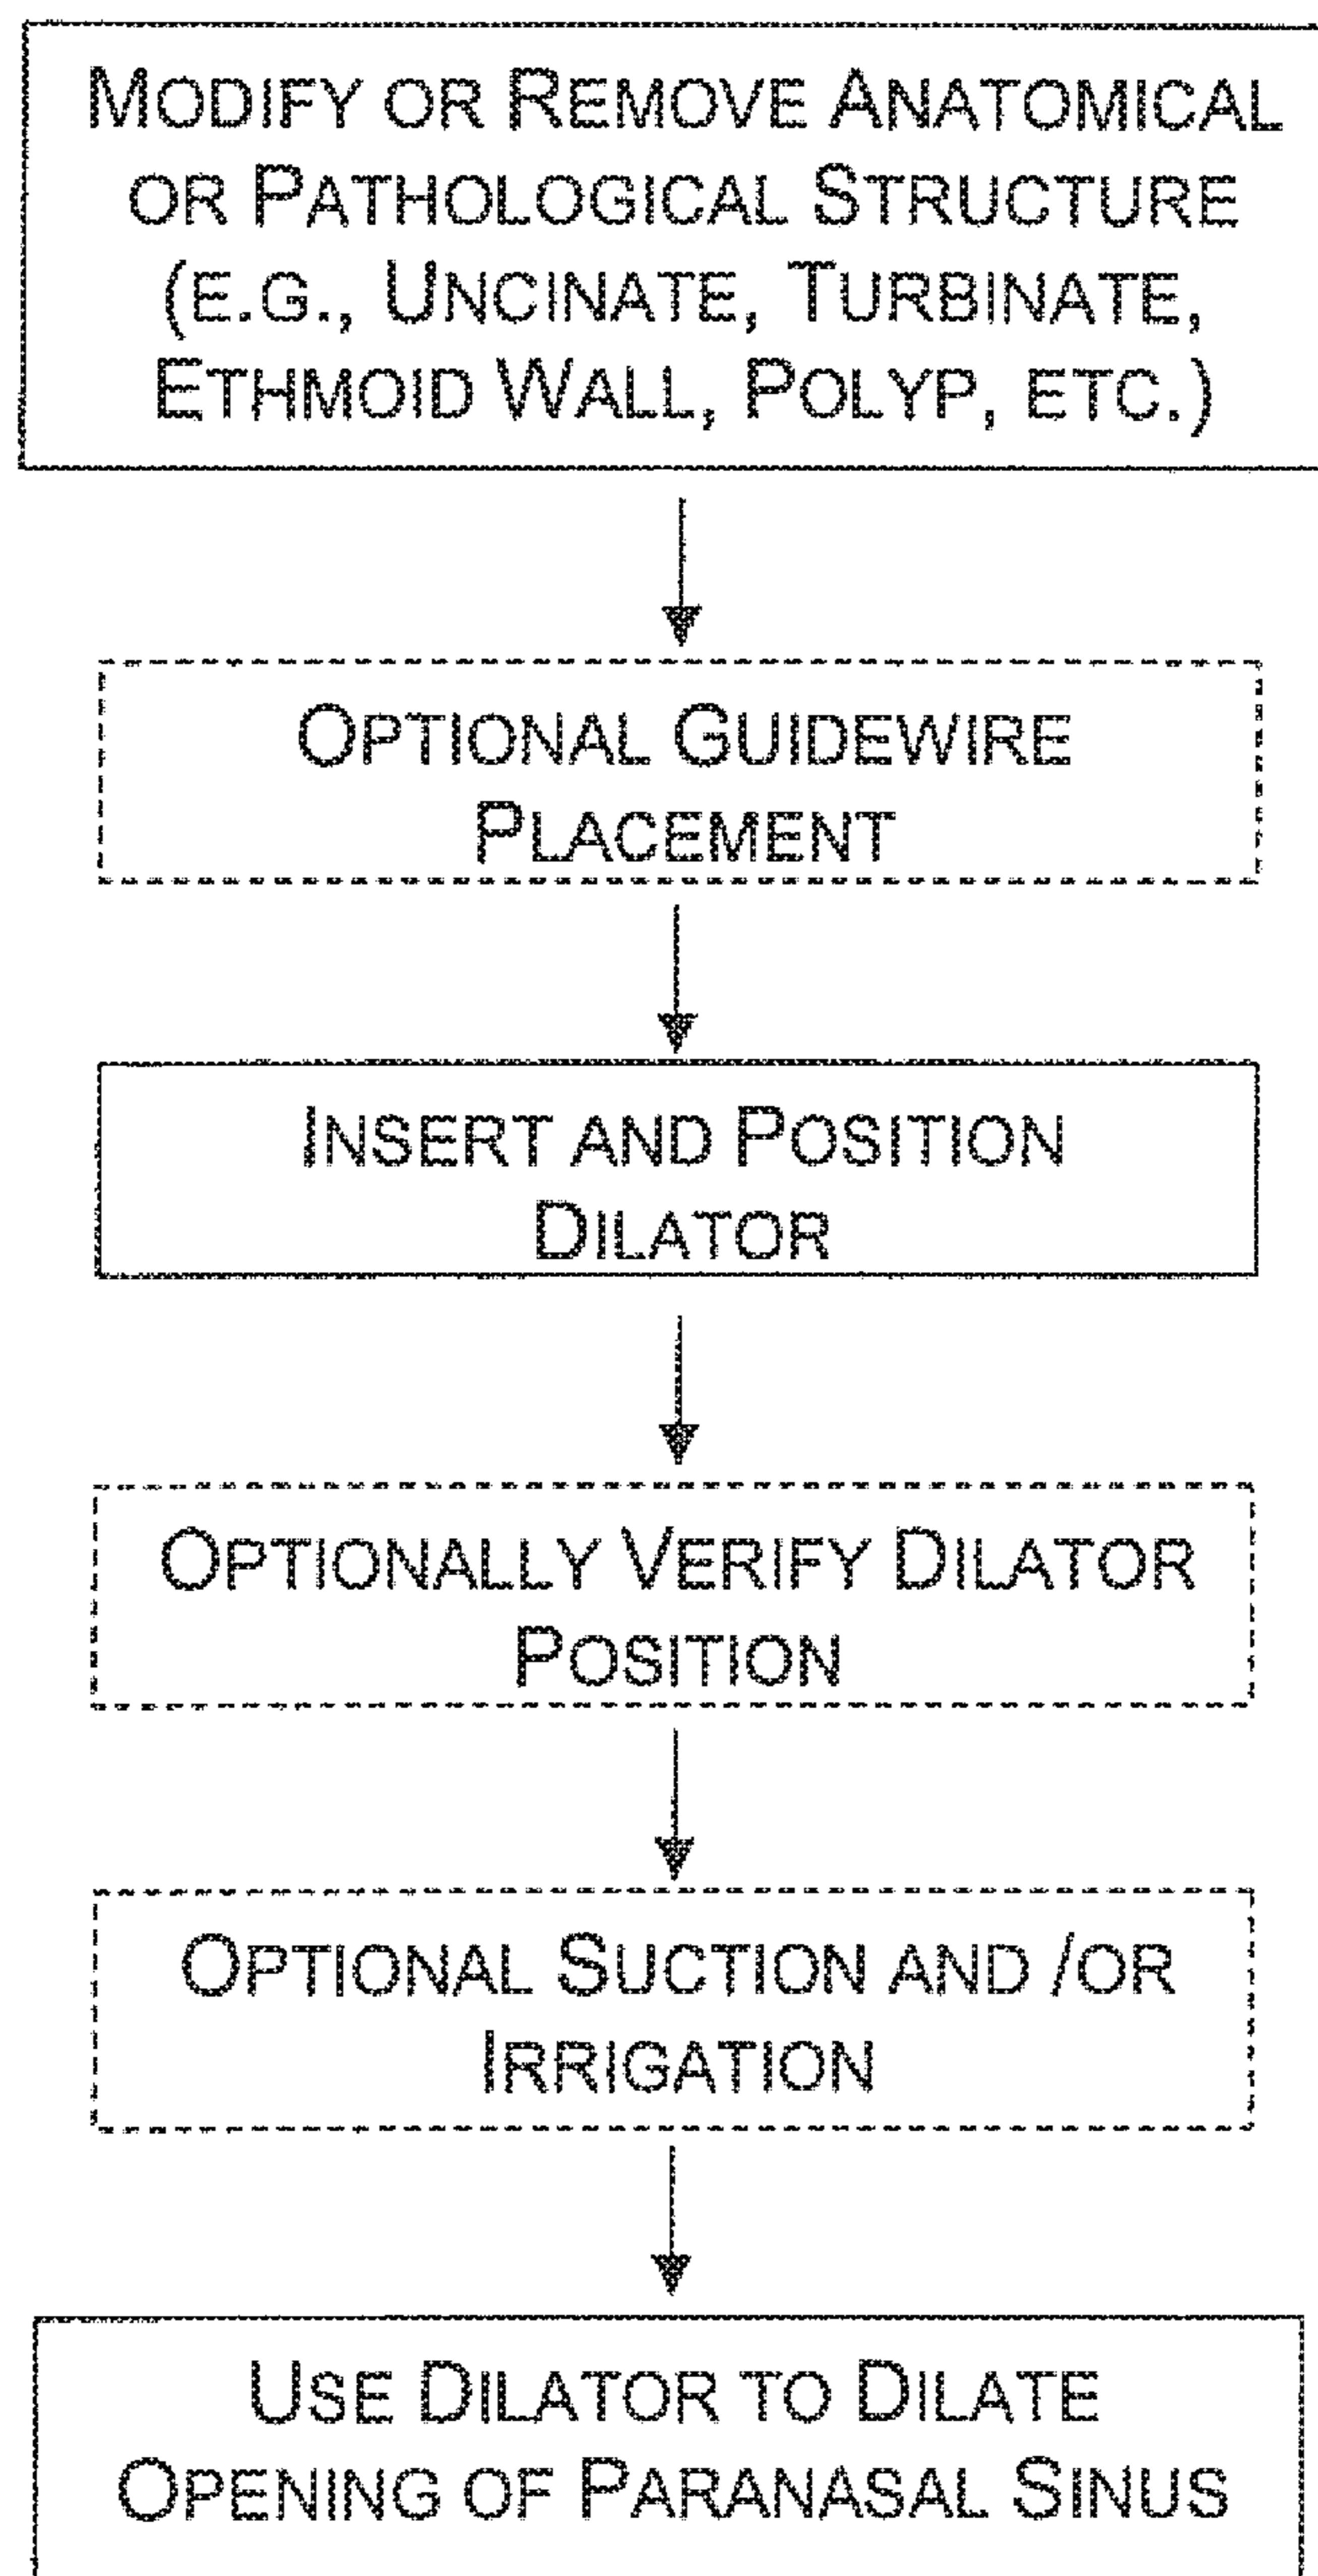 MODIFY OR REMOVE ANATOMICAL
OR PATHOLOGICAL STRUCTURE
(E.G., UNCINATE, TURBINATE,
ETHMOID WALL, POLYP, ETC.)
OPTIONAL GUIDEWIRE
PLACEMENT
INSERT AND POSITION
DILATOR
OPTIONALLY VERIFY DILATOR
POSITION
OPTIONAL SUCTION AND /OR
IRRIGATION
USE DILATOR TO DILATE
OPENING OF PARANASAL SINUS